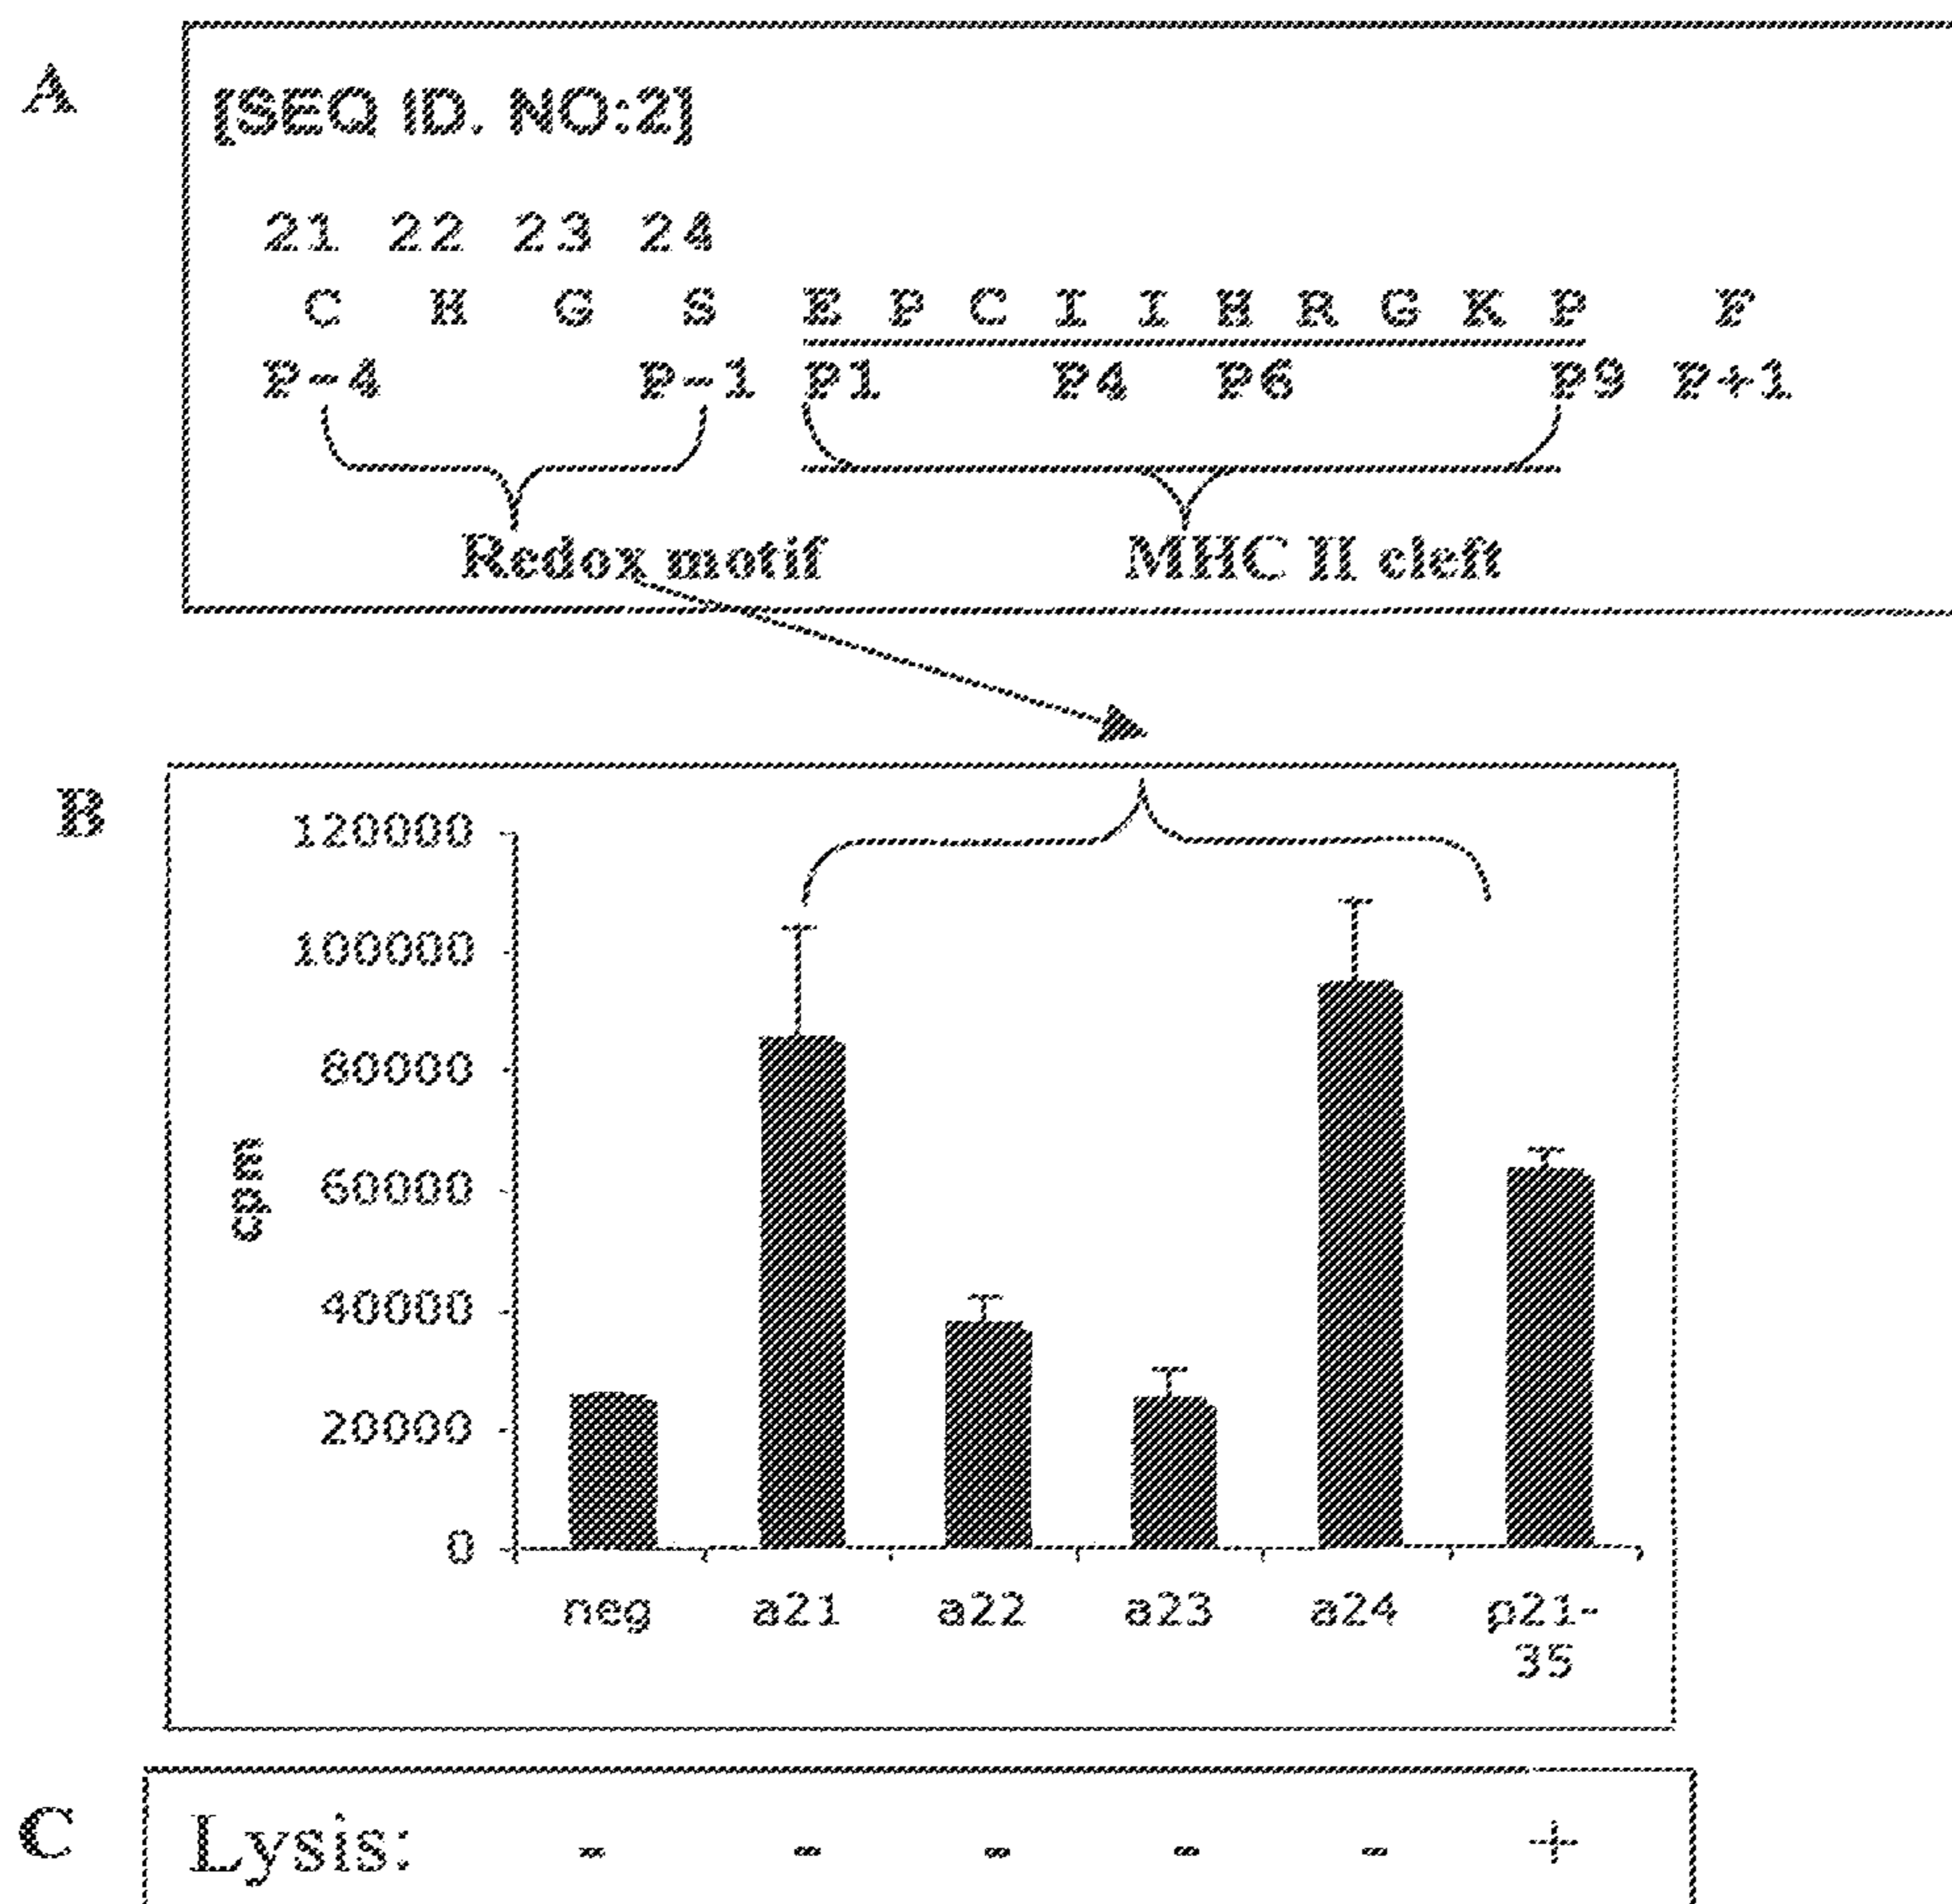 A
[SEQ ID. NO:2]
21 22 23 24
C H G S E P C I I H R G K P F
P-4 P-1 P1 P4 P6 P9 P+1
Redox motif MHC II cleft
B
120000
100000
80000
60000
40000
20000
0
cpm
neg a21 a22 a23 a24 p21-
35
C
Lysis: - - - - - +